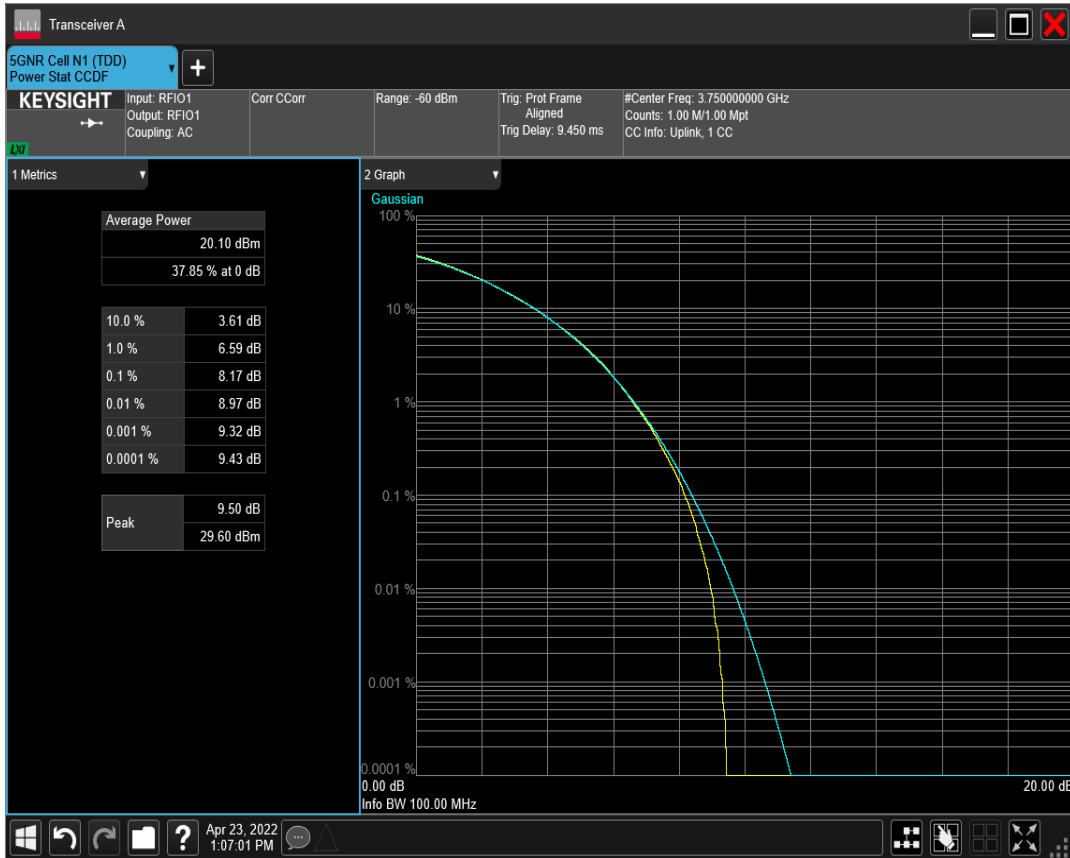 Transceiver A
5GNR Cell N1 (TDD)
Power Stat CCDF
+
KEYSIGHT
LXI
Input: RFIO1
Output: RFIO1
Coupling: AC
Corr CCorr
Range: -60 dBm
Trig: Prot Frame
Aligned
Trig Delay: 9.450 ms
#Center Freq: 3.750000000 GHz
Counts: 1.00 M/1.00 Mpt
CC Info: Uplink, 1 CC
1 Metrics
Average Power
20.10 dBm
37.85 % at 0 dB
10.0 % 3.61 dB
1.0 % 6.59 dB
0.1 % 8.17 dB
0.01 % 8.97 dB
0.001 % 9.32 dB
0.0001 % 9.43 dB
Peak
9.50 dB
29.60 dBm
2 Graph
Gaussian
100 %
10 %
1 %
0.1 %
0.01 %
0.001 %
0.0001 %
0.00 dB
20.00 dB
Info BW 100.00 MHz
?
Apr 23, 2022
1:07:01 PM